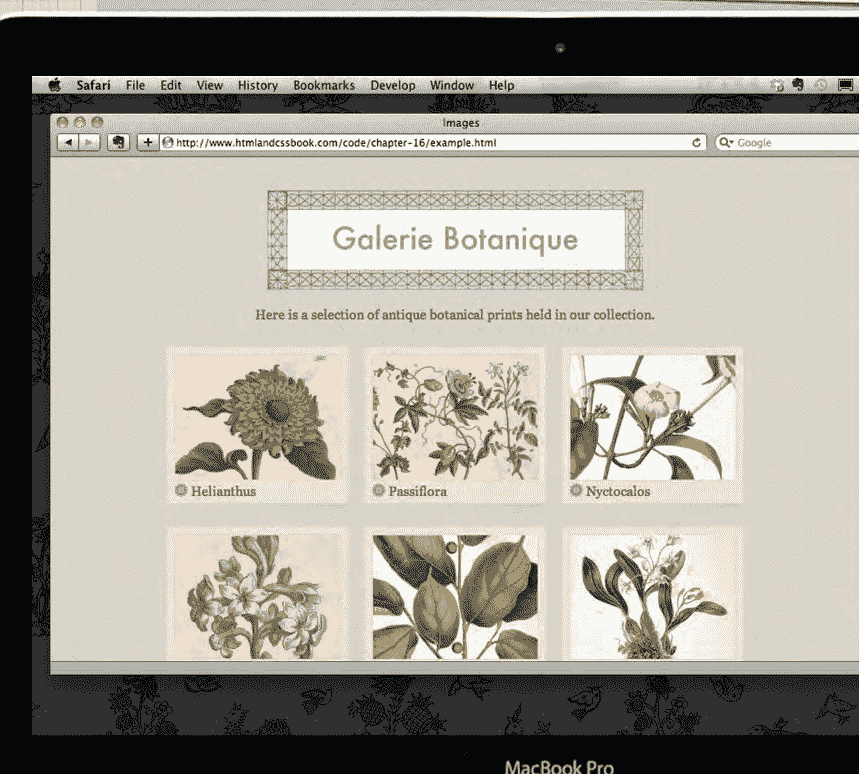 Safari File Edit View History Bookmarks Develop Window Help
Images
http://www.htmlandcssbook.com/code/chapter-16/example.html
Google
Galerie Botanique
Here is a selection of antique botanical prints held in our collection.
Helianthus
Passiflora
Nyctocalos
MacBook Pro